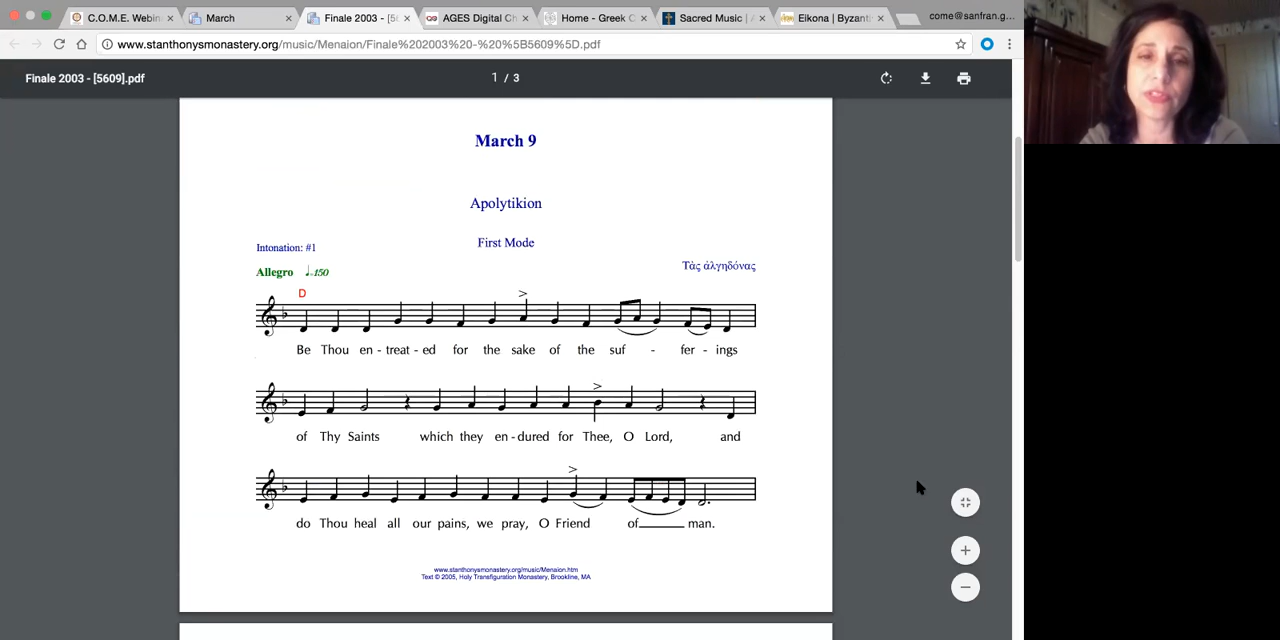 C.O.M.E. Webin
March
Finale 2003 - [5
AGES Digital Ch
Home - Greek O
Sacred Music |
Eikona | Byzant
come@sanfran.g...
www.stanthonysmonastery.org/music/Menaion/Finale%202003%20-%20%5B5609%5D.pdf
Finale 2003 - [5609].pdf
1 / 3
March 9
Apolytikion
First Mode
Intonation: #1
Τὰς ἀλγηδόνας
Allegro ♩=150
D
Be Thou en - treat - ed for the sake of the suf - fer - ings
of Thy Saints which they en - dured for Thee, O Lord, and
do Thou heal all our pains, we pray, O Friend of man.
www.stanthonysmonastery.org/music/Menaion.htm
Text © 2005, Holy Transfiguration Monastery, Brookline, MA